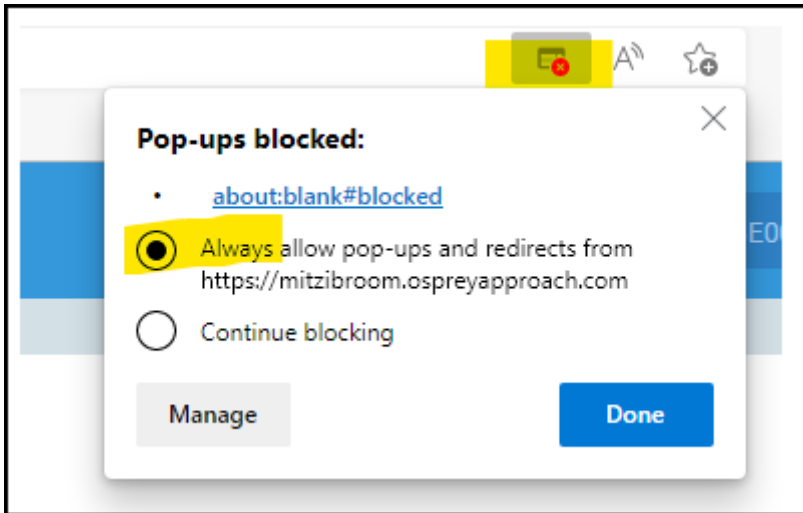 Pop-ups blocked:
about:blank#blocked
Always allow pop-ups and redirects from
https://mitzibroom.ospreyapproach.com
Continue blocking
Manage
Done